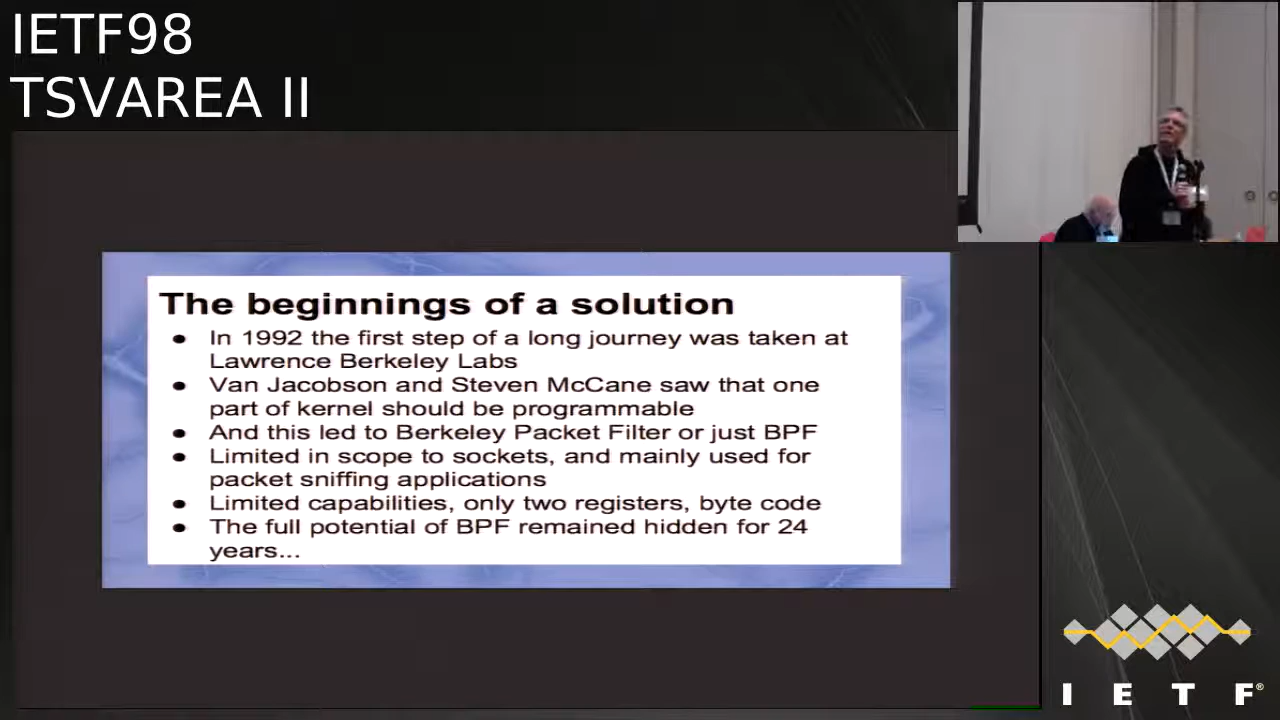 IETF98
TSVAREA II
The beginnings of a solution
● In 1992 the first step of a long journey was taken at
Lawrence Berkeley Labs
● Van Jacobson and Steven McCane saw that one
part of kernel should be programmable
● And this led to Berkeley Packet Filter or just BPF
● Limited in scope to sockets, and mainly used for
packet sniffing applications
● Limited capabilities, only two registers, byte code
● The full potential of BPF remained hidden for 24
years...
I E T F®